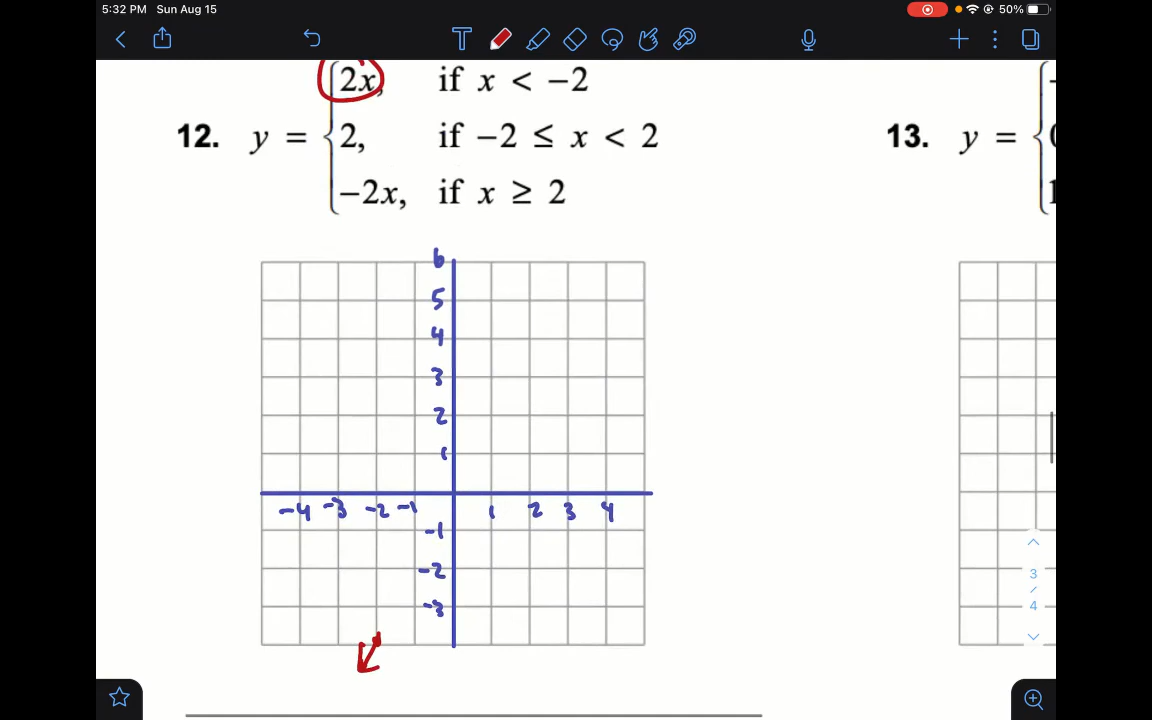 5:32 PM Sun Aug 15 50%
2x, if x < −2
12. y = 2, if −2 ≤ x < 2
13. y =
−2x, if x ≥ 2
6
5
4
3
2
1
-4 -3 -2 -1 1 2 3 4
-1
-2
-3
3
/
4